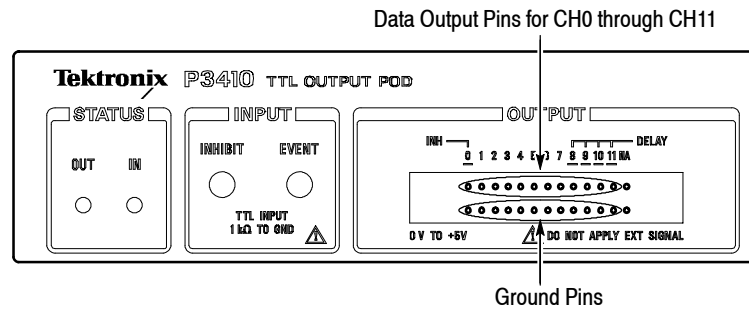 Data Output Pins for CH0 through CH11
Tektronix P3410 TTL OUTPUT POD
STATUS
INPUT
OUTPUT
OUT IN
INHIBIT EVENT
INH DELAY
0 1 2 3 4 5 6 7 8 9 10 11 NA
TTL INPUT
1 kΩ TO GND
0 V TO +5V
DO NOT APPLY EXT SIGNAL
Ground Pins